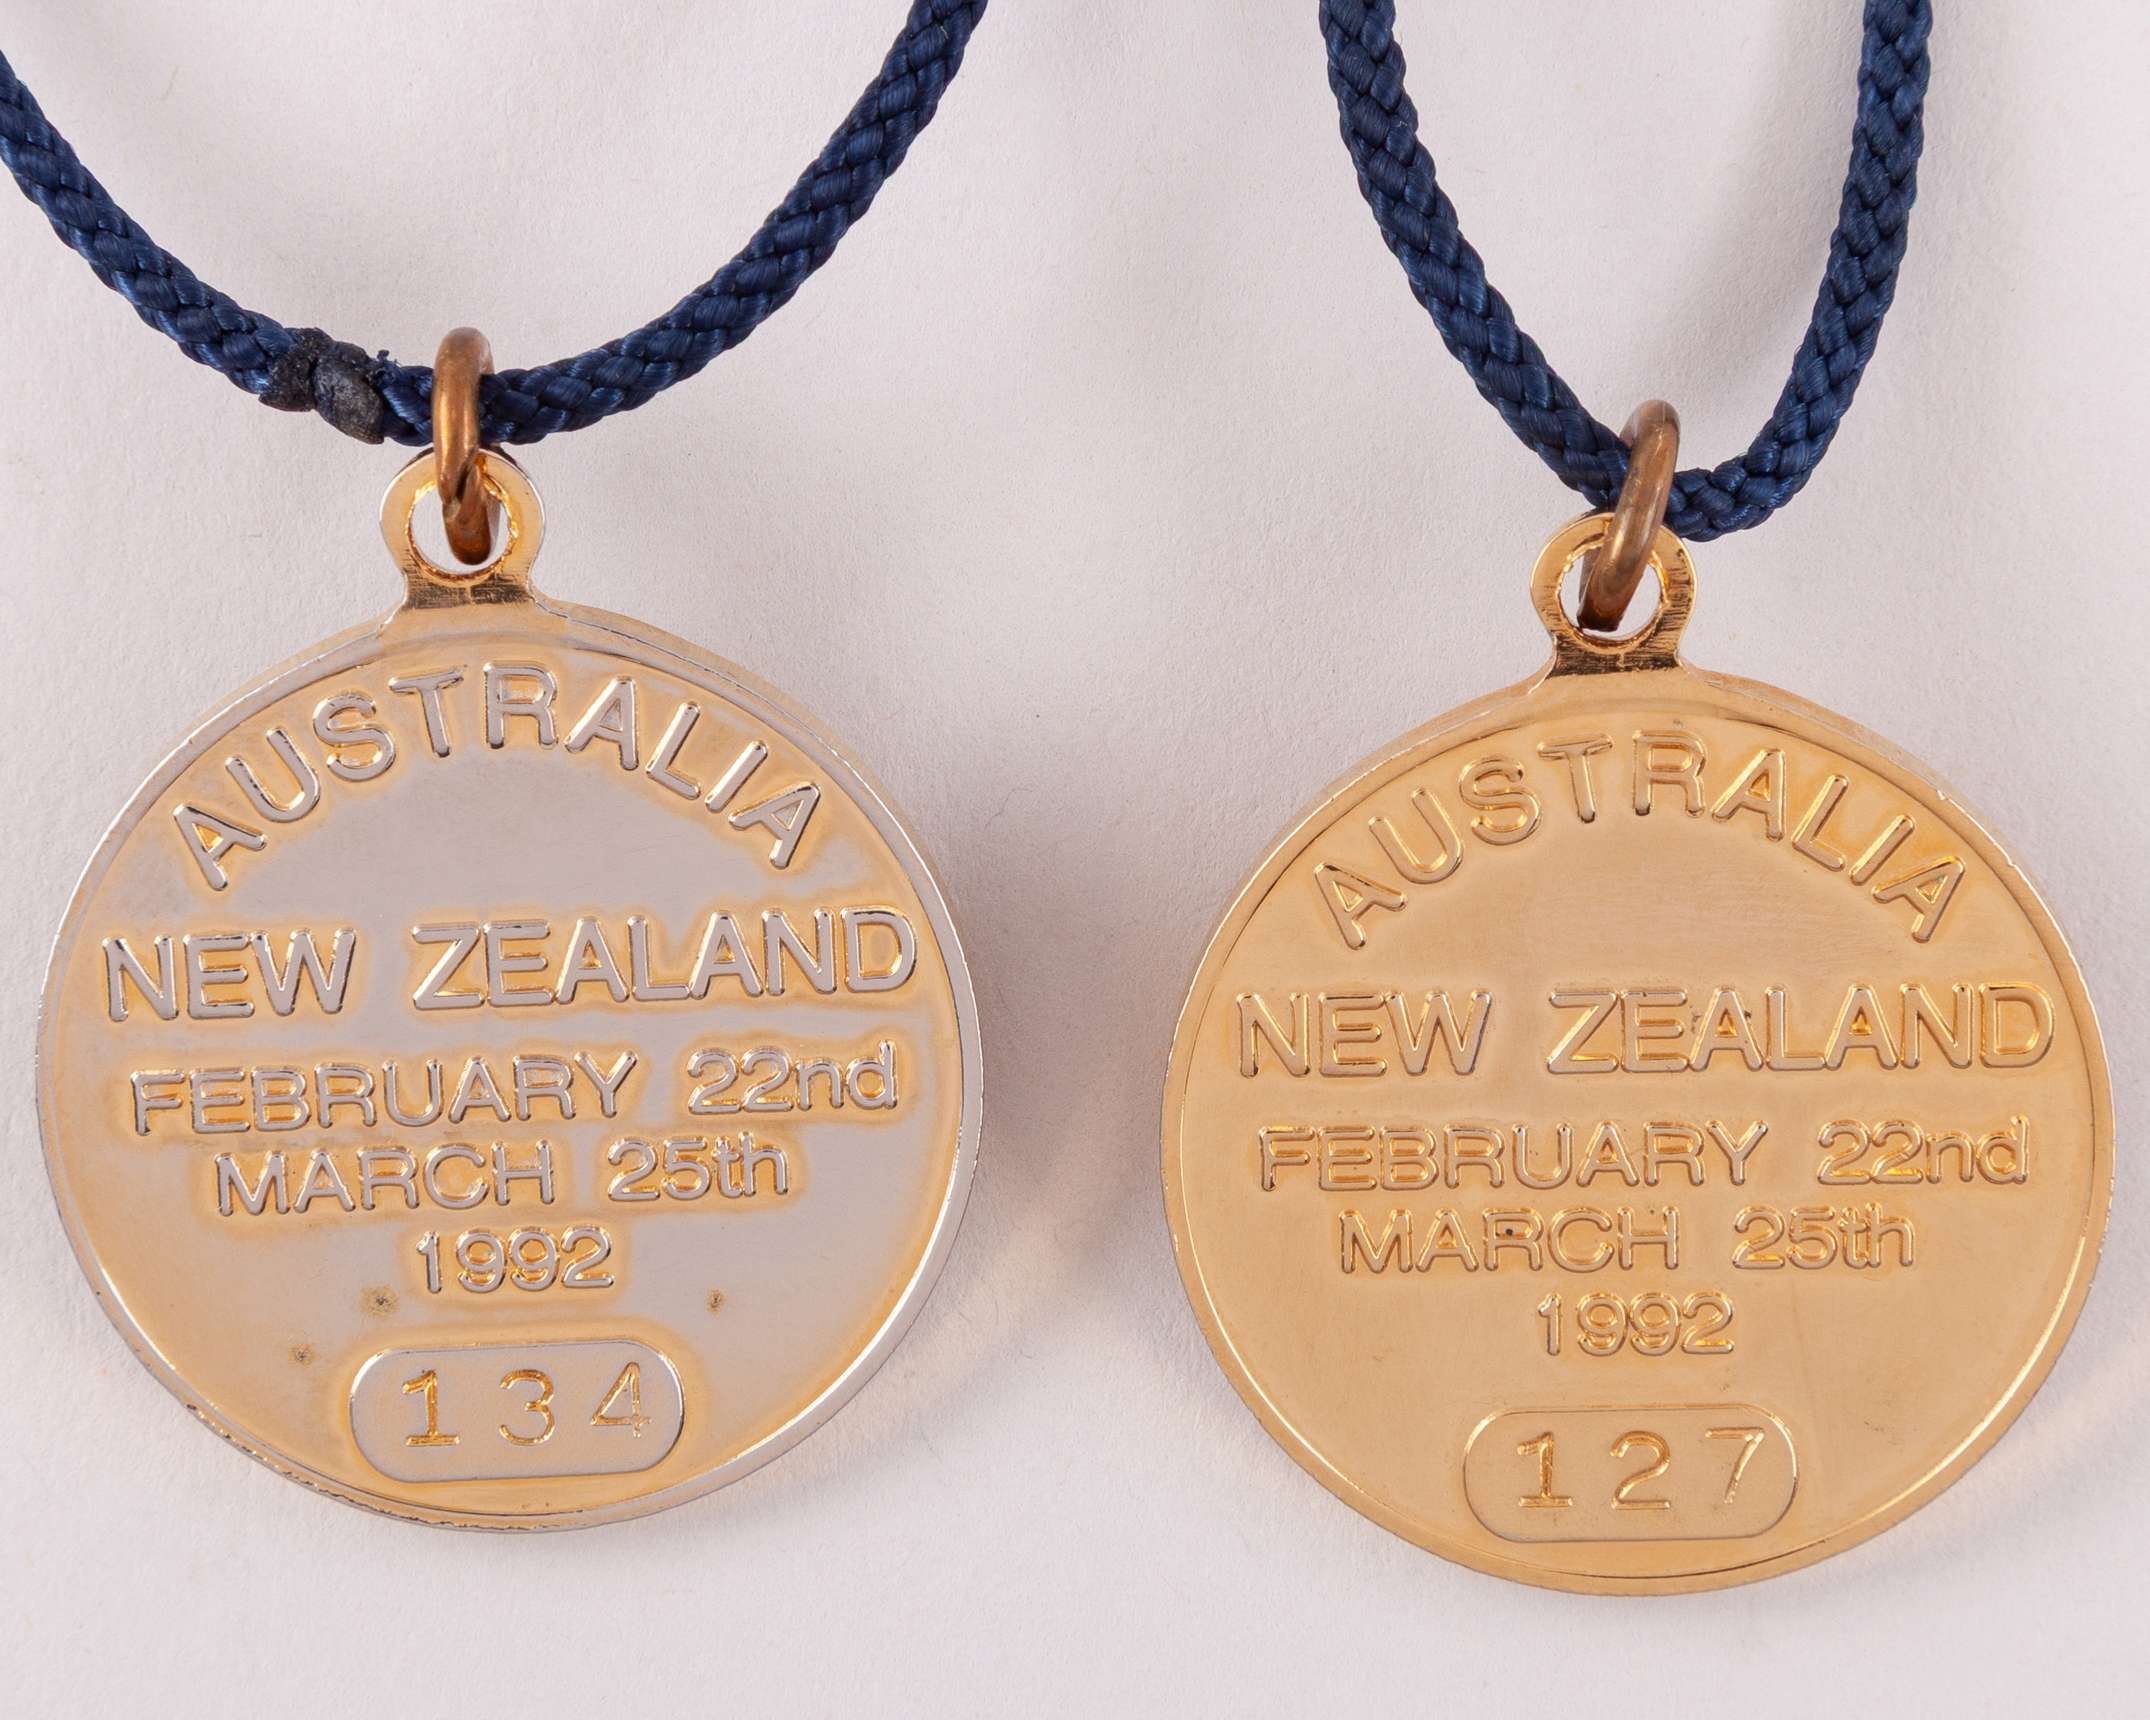 AUSTRALIA
NEW ZEALAND
FEBRUARY 22nd
MARCH 25th
1992
134
AUSTRALIA
NEW ZEALAND
FEBRUARY 22nd
MARCH 25th
1992
127